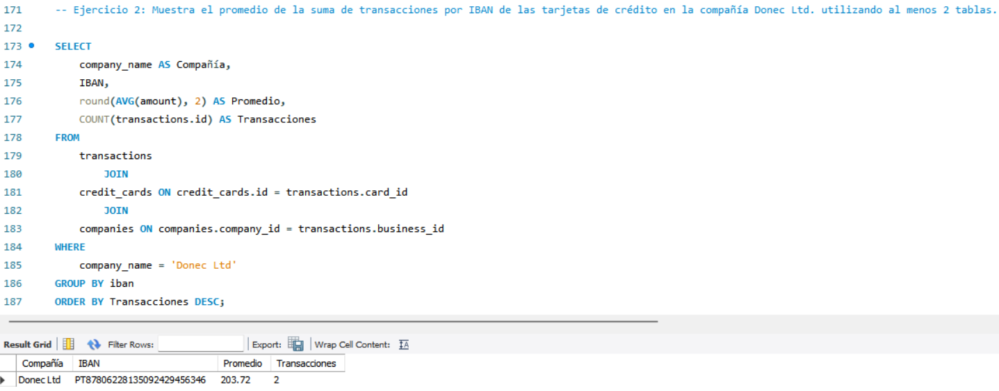 171 -- Ejercicio 2: Muestra el promedio de la suma de transacciones por IBAN de las tarjetas de crédito en la compañía Donec Ltd. utilizando al menos 2 tablas.
172
173 SELECT
174 company_name AS Compañía,
175 IBAN,
176 round(AVG(amount), 2) AS Promedio,
177 COUNT(transactions.id) AS Transacciones
178 FROM
179 transactions
180 JOIN
181 credit_cards ON credit_cards.id = transactions.card_id
182 JOIN
183 companies ON companies.company_id = transactions.business_id
184 WHERE
185 company_name = 'Donec Ltd'
186 GROUP BY iban
187 ORDER BY Transacciones DESC;
Result Grid Filter Rows: Export: Wrap Cell Content: IA
Compañía IBAN Promedio Transacciones
Donec Ltd PT87806228135092429456346 203.72 2